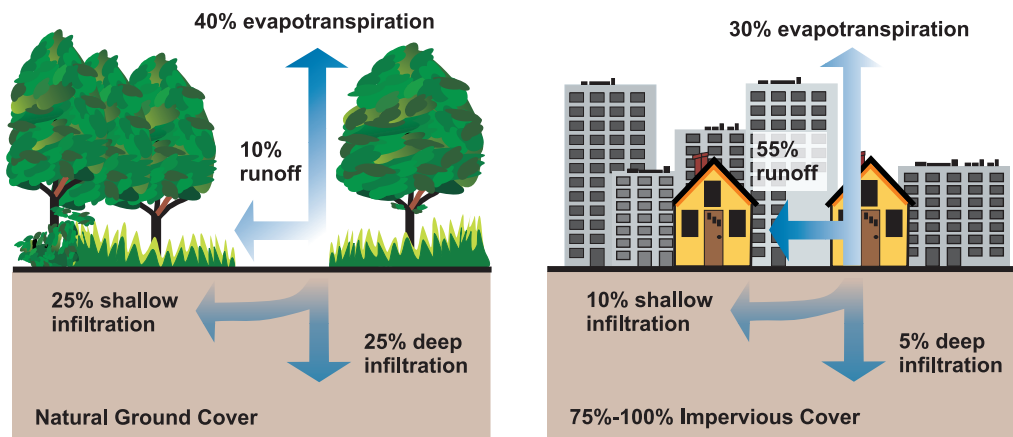 40% evapotranspiration
10%
runoff
25% shallow
infiltration
25% deep
infiltration
Natural Ground Cover
30% evapotranspiration
55%
runoff
10% shallow
infiltration
5% deep
infiltration
75%-100% Impervious Cover